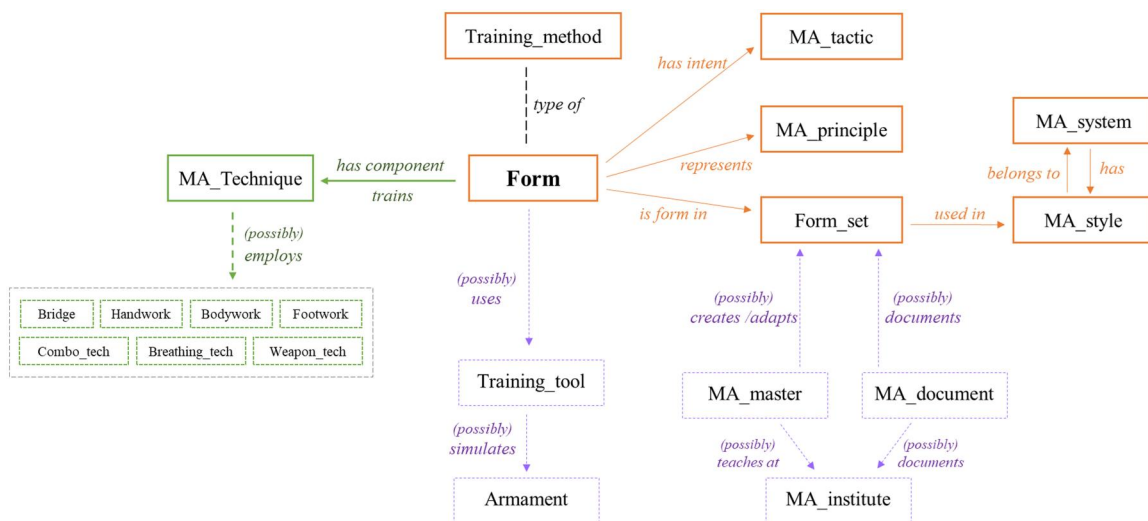 Training_method
MA_tactic
has intent
type of
MA_principle
MA_system
represents
has component
MA_Technique
Form
belongs to
has
trains
is form in
Form_set
used in
MA_style
(possibly)
employs
(possibly)
uses
(possibly)
creates /adapts
(possibly)
documents
Bridge
Handwork
Bodywork
Footwork
Combo_tech
Breathing_tech
Weapon_tech
Training_tool
MA_master
MA_document
(possibly)
simulates
(possibly)
teaches at
(possibly)
documents
Armament
MA_institute